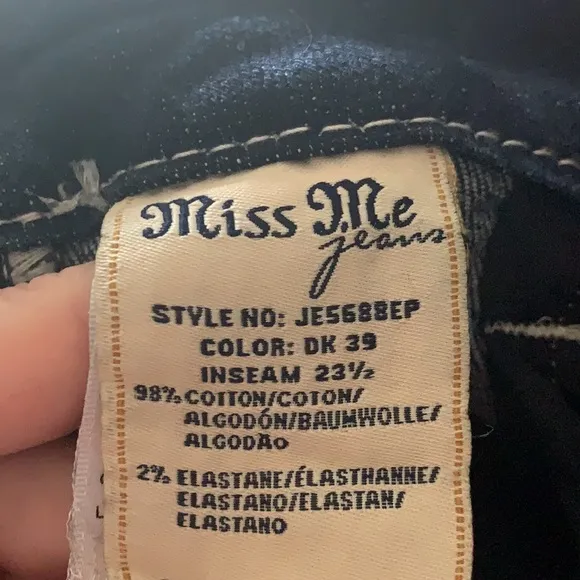 Miss Me
jeans
STYLE NO: JE5688EP
COLOR: DK 39
INSEAM 23½
98% COTTON/COTON/
ALGODÓN/BAUMWOLLE/
ALGODÃO
2% ELASTANE/ÉLASTHANNE/
ELASTANO/ELASTAN/
ELASTANO